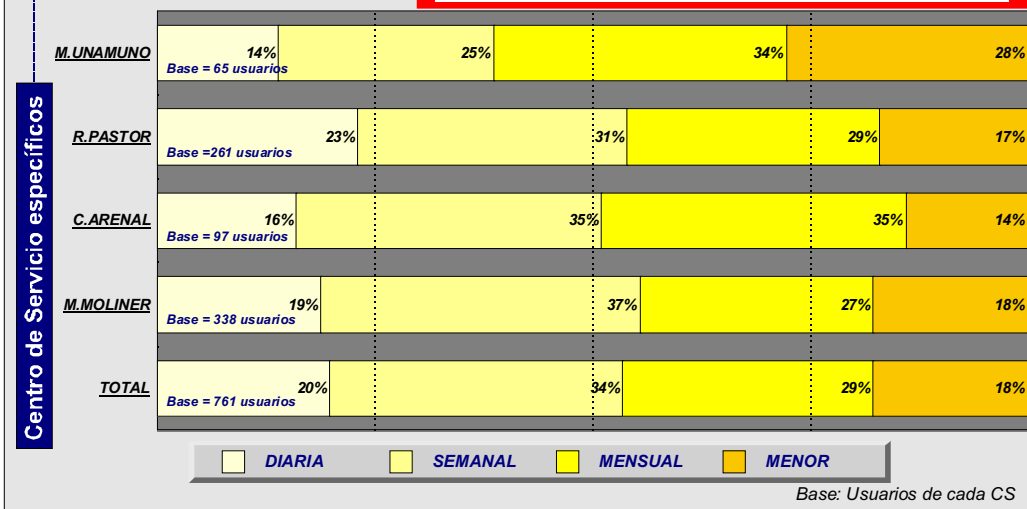 Centro de Servicio específicos
M.UNAMUNO
14%
25%
34%
28%
Base = 65 usuarios
R.PASTOR
23%
31%
29%
17%
Base =261 usuarios
C.ARENAL
16%
35%
35%
14%
Base = 97 usuarios
M.MOLINER
19%
37%
27%
18%
Base = 338 usuarios
TOTAL
20%
34%
29%
18%
Base = 761 usuarios
DIARIA
SEMANAL
MENSUAL
MENOR
Base: Usuarios de cada CS